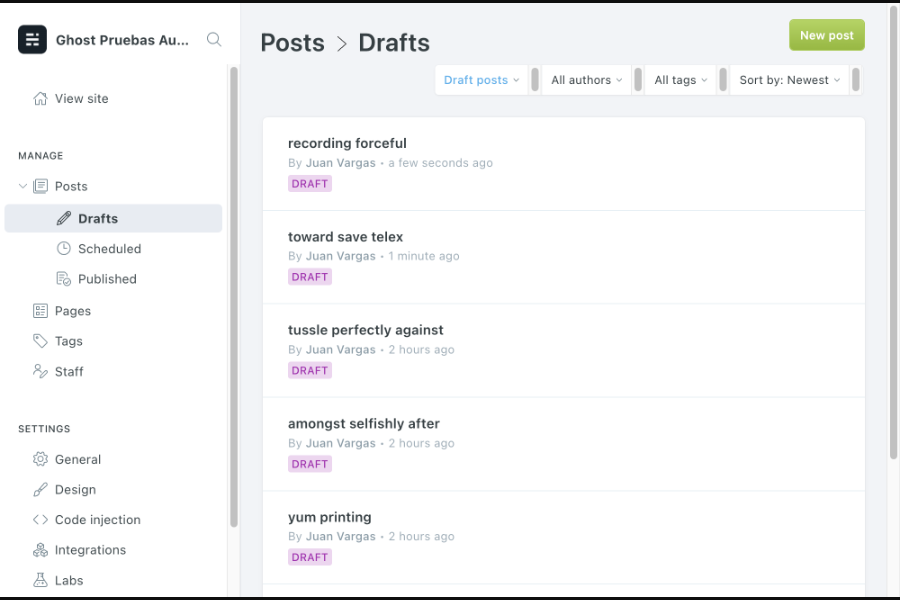 Ghost Pruebas Au...
View site
MANAGE
Posts
Drafts
Scheduled
Published
Pages
Tags
Staff
SETTINGS
General
Design
Code injection
Integrations
Labs
Posts > Drafts
New post
Draft posts
All authors
All tags
Sort by: Newest
recording forceful
By Juan Vargas • a few seconds ago
DRAFT
toward save telex
By Juan Vargas • 1 minute ago
DRAFT
tussle perfectly against
By Juan Vargas • 2 hours ago
DRAFT
amongst selfishly after
By Juan Vargas • 2 hours ago
DRAFT
yum printing
By Juan Vargas • 2 hours ago
DRAFT